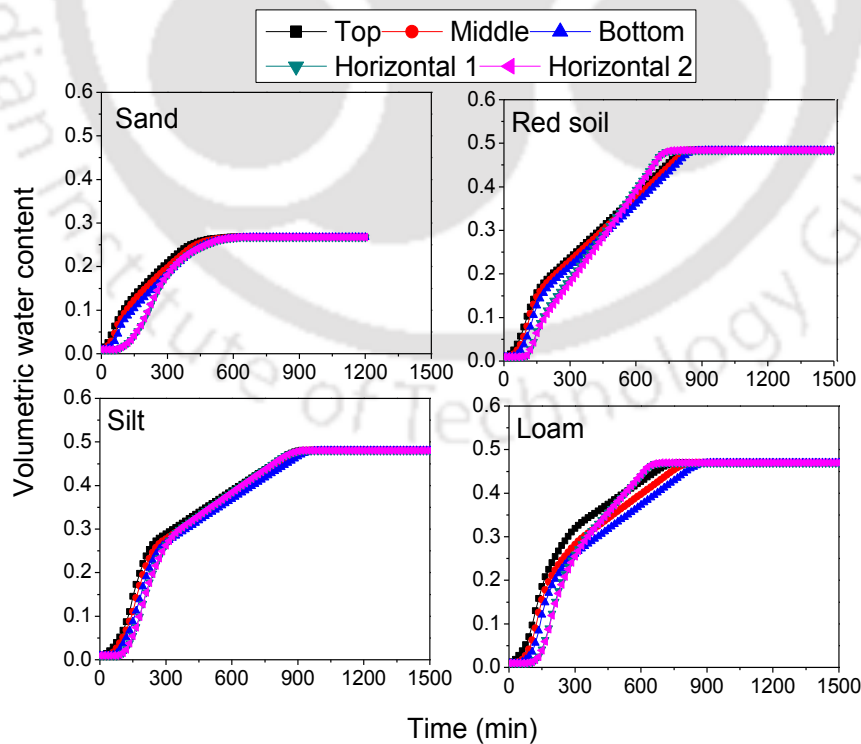 Top Middle Bottom
Horizontal 1 Horizontal 2
Sand
0.6
0.5
0.4
0.3
0.2
0.1
0.0
0 300 600 900 1200 1500
Red soil
0.6
0.5
0.4
0.3
0.2
0.1
0.0
0 300 600 900 1200 1500
Silt
0.6
0.5
0.4
0.3
0.2
0.1
0.0
0 300 600 900 1200 1500
Loam
0.6
0.5
0.4
0.3
0.2
0.1
0.0
0 300 600 900 1200 1500
Volumetric water content
Time (min)
dian Institute of Technology Gu